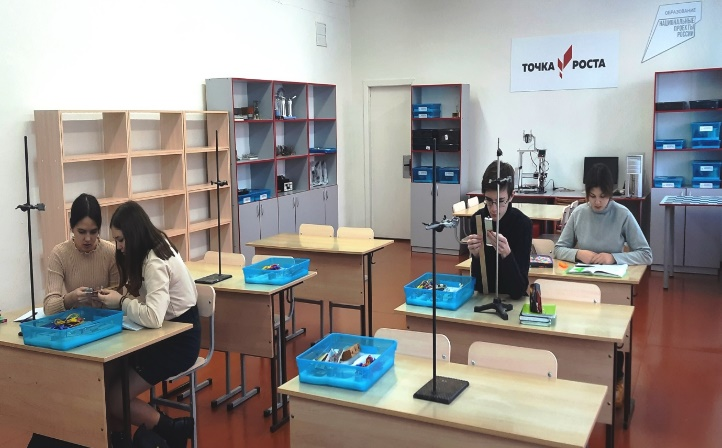 ОБРАЗОВАНИЕ
НАЦИОНАЛЬНЫЕ
ПРОЕКТЫ
РОССИИ
ТОЧКА РОСТА